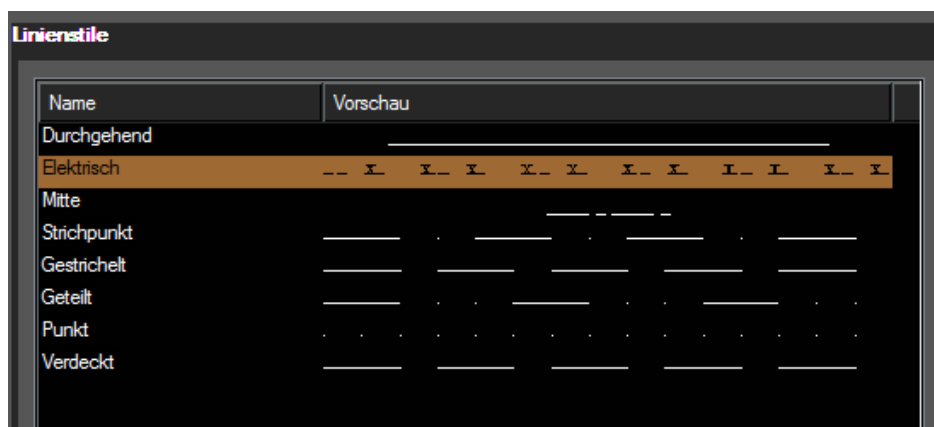 Linienstile
Name Vorschau
Durchgehend
Elektrisch
Mitte
Strichpunkt
Gestrichelt
Geteilt
Punkt
Verdeckt